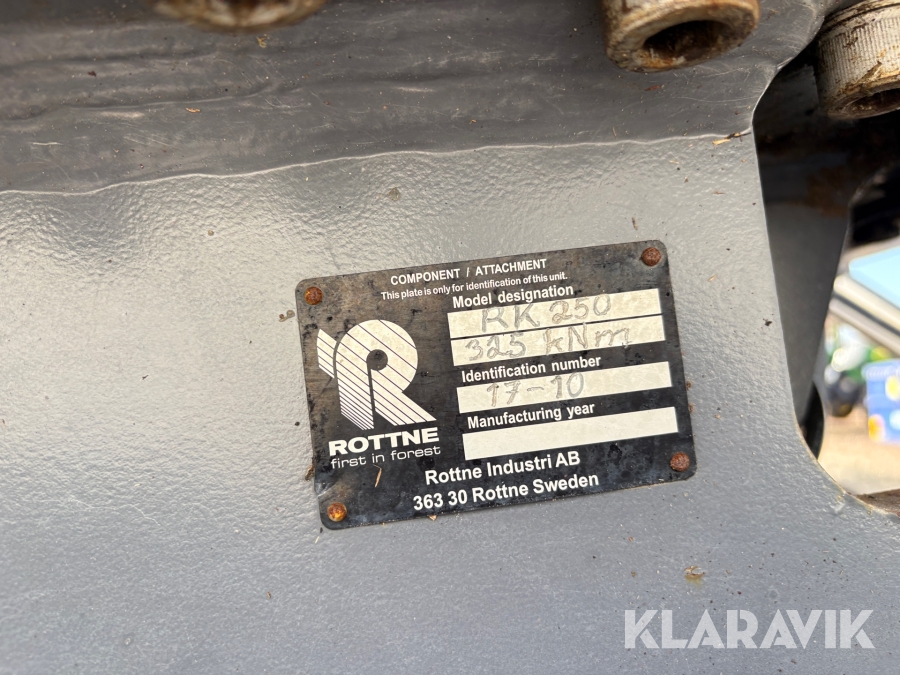 COMPONENT / ATTACHMENT
This plate is only for identification of this unit.
Model designation
RK 250
325 kNm
Identification number
17-10
Manufacturing year
ROTTNE
first in forest
Rottne Industri AB
363 30 Rottne Sweden
KLARAVIK